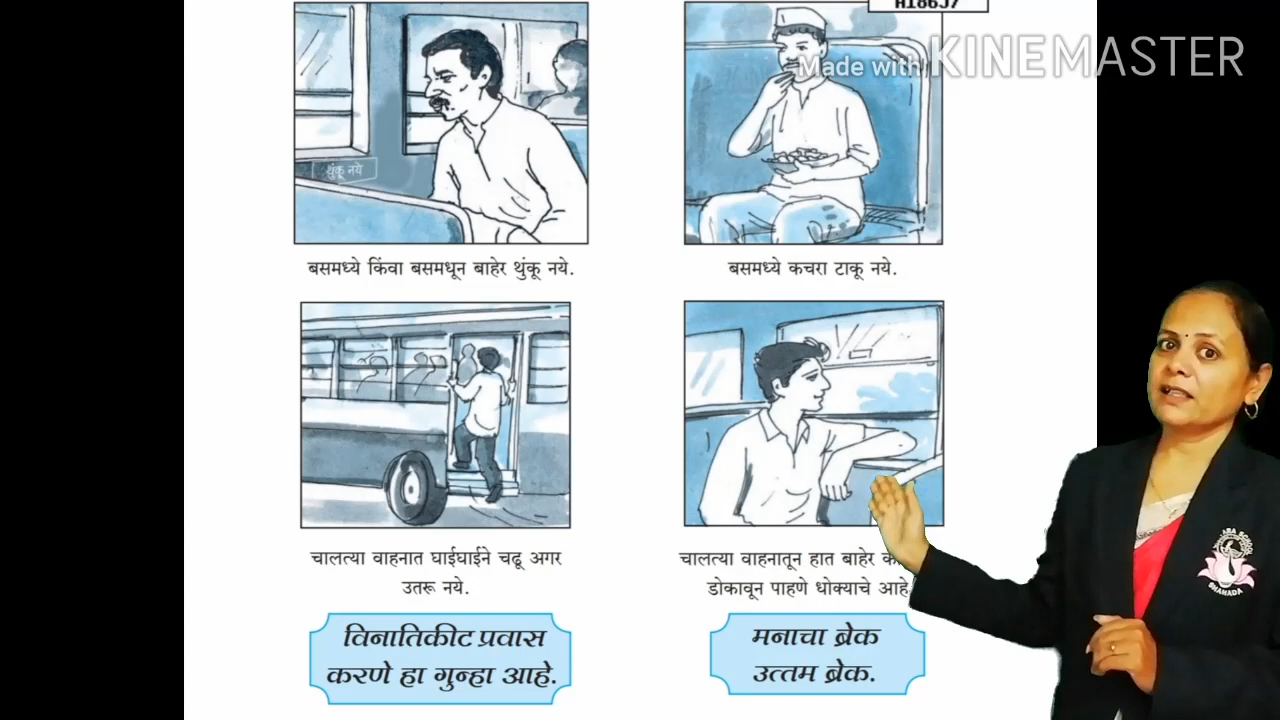 H186J7
Made with KINEMASTER
थुंकू नये
बसमध्ये किंवा बसमधून बाहेर थुंकू नये.
बसमध्ये कचरा टाकू नये.
चालत्या वाहनात घाईघाईने चढू अगर
उतरू नये.
चालत्या वाहनातून हात बाहेर
डोकावून पाहणे धोक्याचे आहे.
विनातिकीट प्रवास
करणे हा गुन्हा आहे.
मनाचा ब्रेक
उत्तम ब्रेक.
SHAHADA